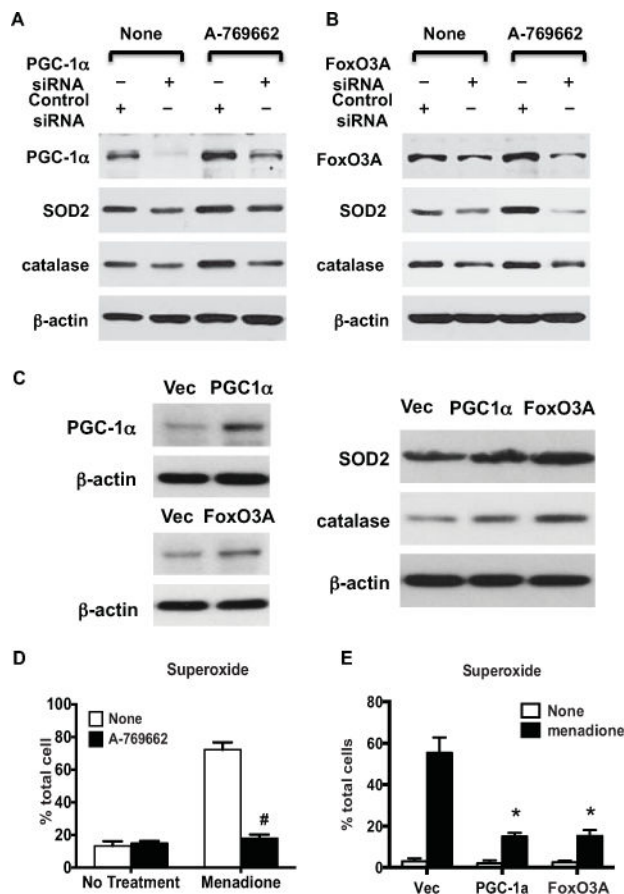 A
None A-769662
PGC-1α
siRNA – + – +
Control
siRNA + – + –
PGC-1α
SOD2
catalase
β-actin
B
None A-769662
FoxO3A
siRNA – + – +
Control
siRNA + – + –
FoxO3A
SOD2
catalase
β-actin
C
Vec PGC1α
PGC-1α
β-actin
Vec FoxO3A
β-actin
Vec PGC1α FoxO3A
SOD2
catalase
β-actin
D
Superoxide
100
80
60
40
20
0
% total cell
None
A-769662
#
No Treatment Menadione
E
Superoxide
80
60
40
20
0
% total cells
None
menadione
* *
Vec PGC-1a FoxO3A